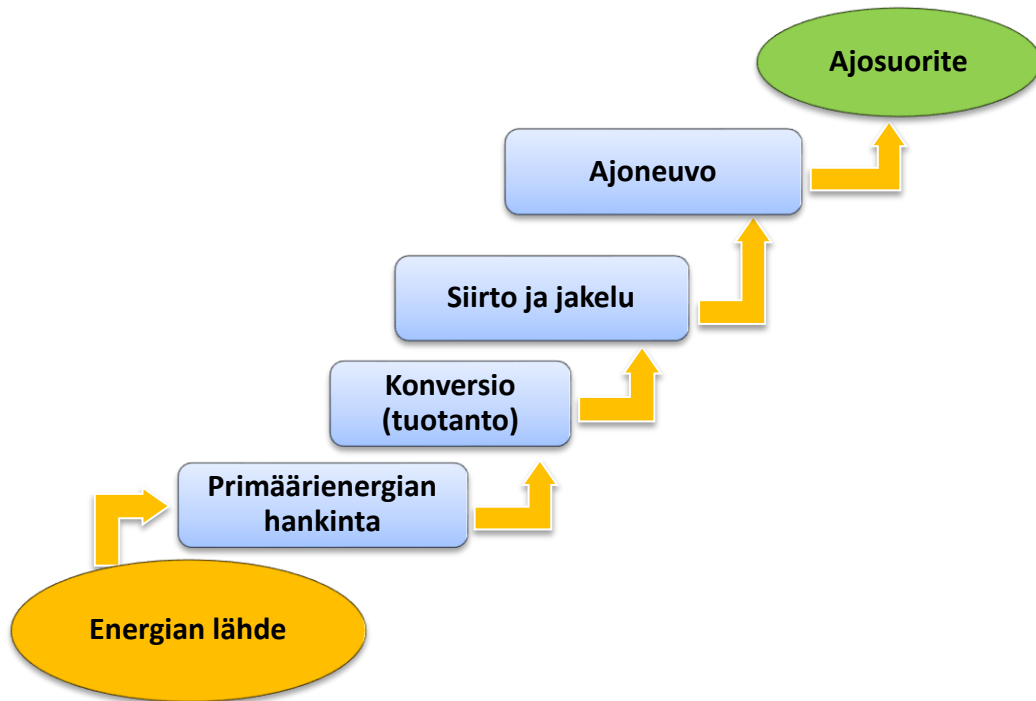 Ajosuorite
Ajoneuvo
Siirto ja jakelu
Konversio
(tuotanto)
Primäärienergian
hankinta
Energian lähde